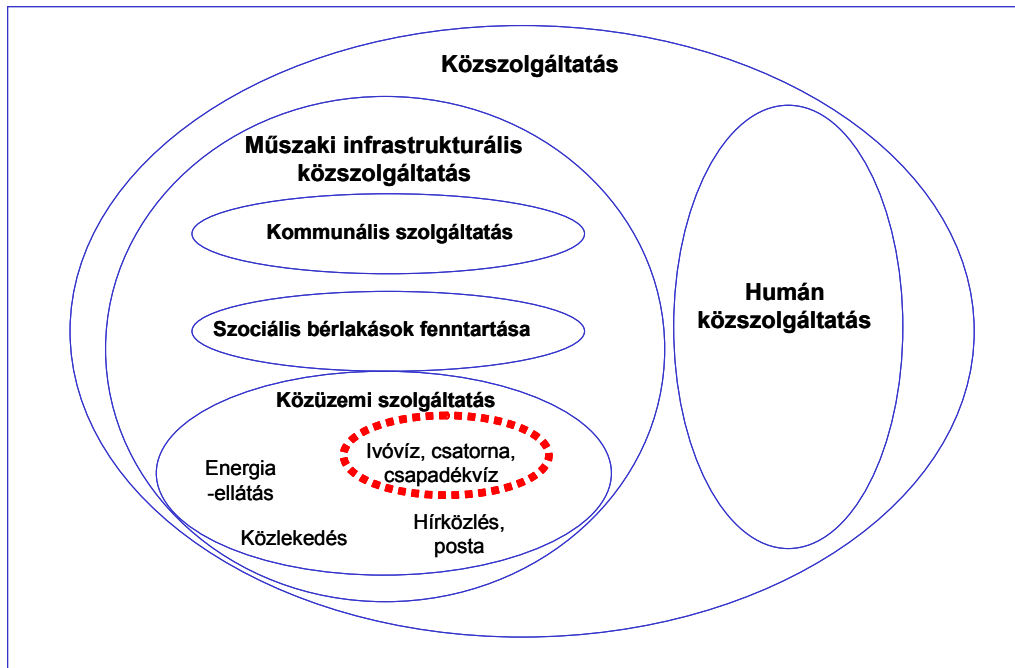 Közszolgáltatás
Műszaki infrastrukturális
közszolgáltatás
Kommunális szolgáltatás
Szociális bérlakások fenntartása
Közüzemi szolgáltatás
Ivóvíz, csatorna,
csapadékvíz
Energia
-ellátás
Közlekedés
Hírközlés,
posta
Humán
közszolgáltatás